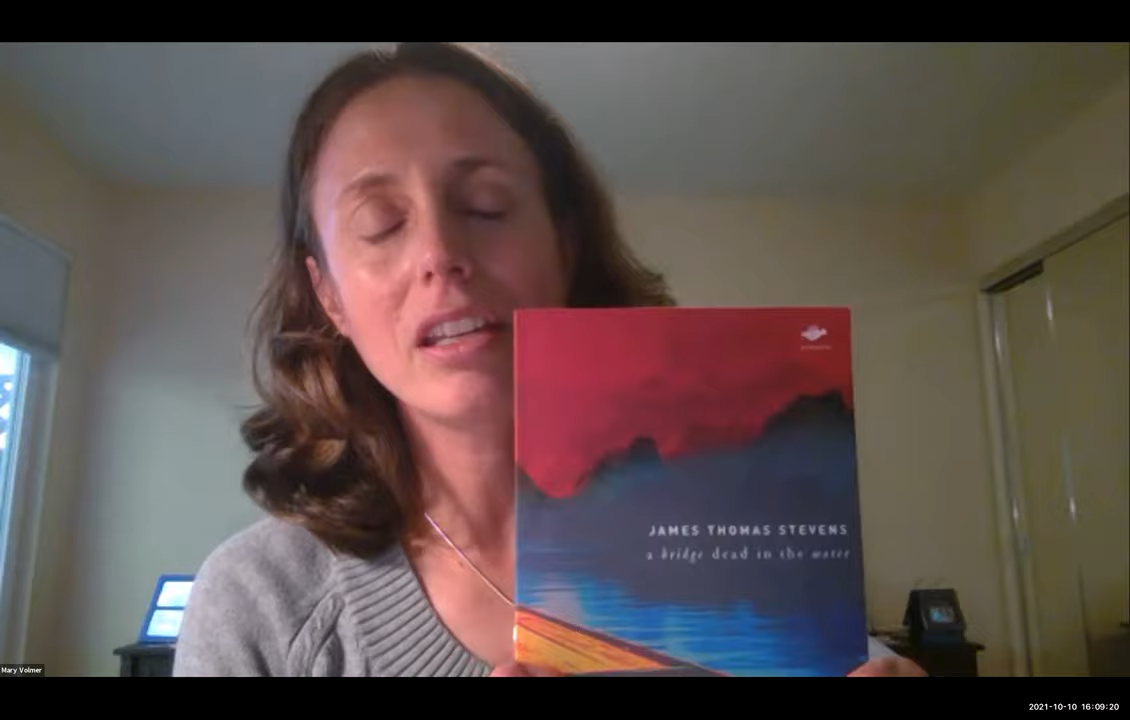 JAMES THOMAS STEVENS
a bridge dead in the water
Mary Volmer
2021-10-10 16:09:20